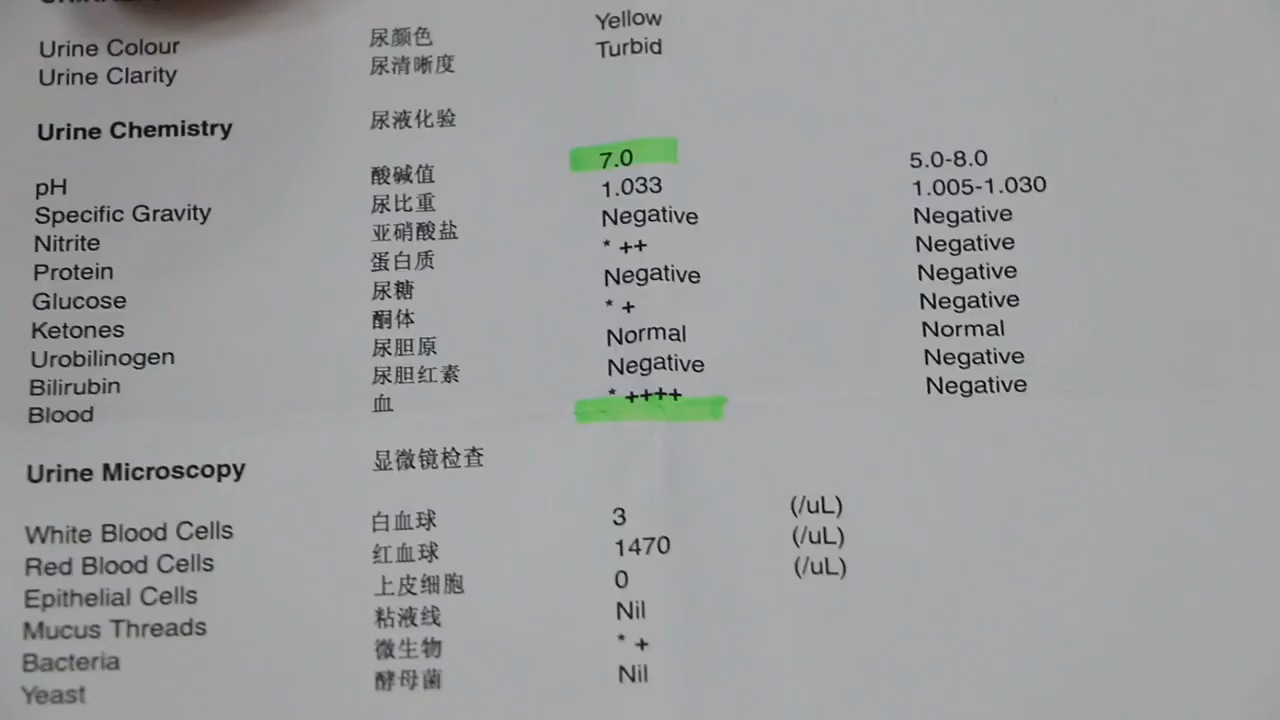 Urine Colour 尿颜色 Yellow
Urine Clarity 尿清晰度 Turbid
Urine Chemistry 尿液化验
pH 酸碱值 7.0 5.0-8.0
Specific Gravity 尿比重 1.033 1.005-1.030
Nitrite 亚硝酸盐 Negative Negative
Protein 蛋白质 * ++ Negative
Glucose 尿糖 Negative Negative
Ketones 酮体 * + Negative
Urobilinogen 尿胆原 Normal Normal
Bilirubin 尿胆红素 Negative Negative
Blood 血 * ++++ Negative
Urine Microscopy 显微镜检查
White Blood Cells 白血球 3 (/uL)
Red Blood Cells 红血球 1470 (/uL)
Epithelial Cells 上皮细胞 0 (/uL)
Mucus Threads 粘液线 Nil
Bacteria 微生物 * +
Yeast 酵母菌 Nil